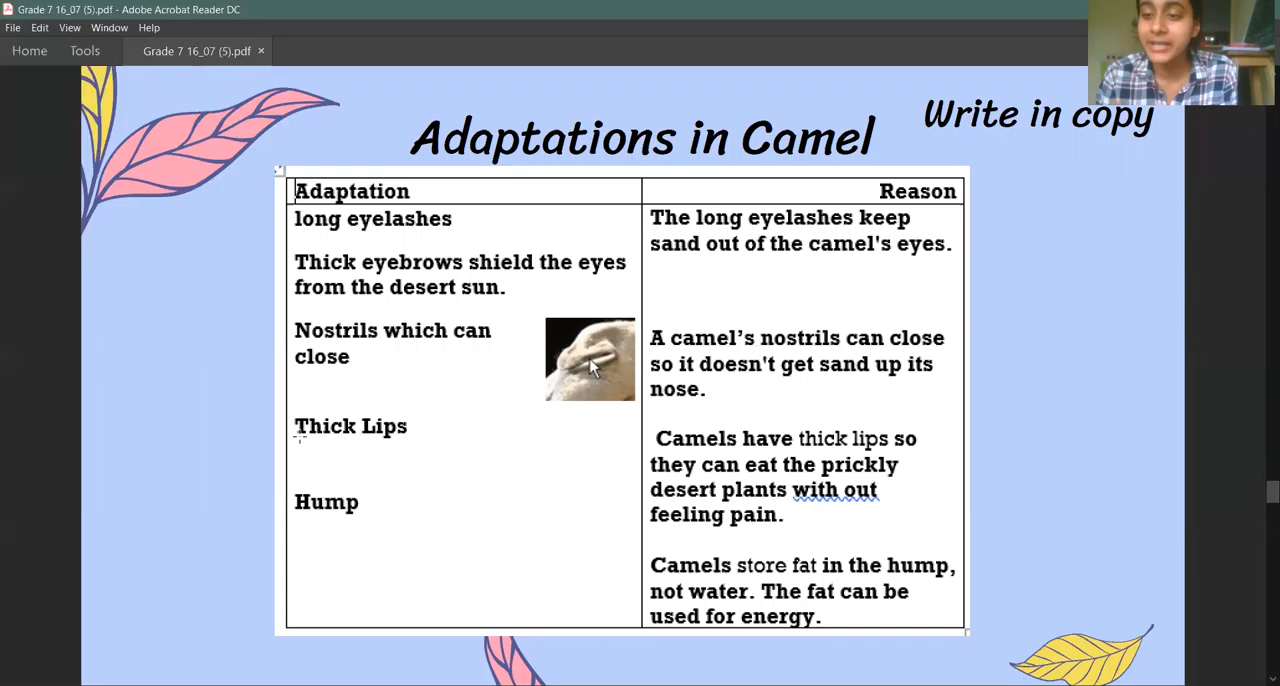 Grade 7 16_07 (5).pdf - Adobe Acrobat Reader DC
File Edit View Window Help
Home Tools Grade 7 16_07 (5).pdf ×
Write in copy
Adaptations in Camel
Adaptation Reason
long eyelashes
Thick eyebrows shield the eyes
from the desert sun.
Nostrils which can
close
Thick Lips
Hump
The long eyelashes keep
sand out of the camel's eyes.
A camel’s nostrils can close
so it doesn't get sand up its
nose.
Camels have thick lips so
they can eat the prickly
desert plants with out
feeling pain.
Camels store fat in the hump,
not water. The fat can be
used for energy.